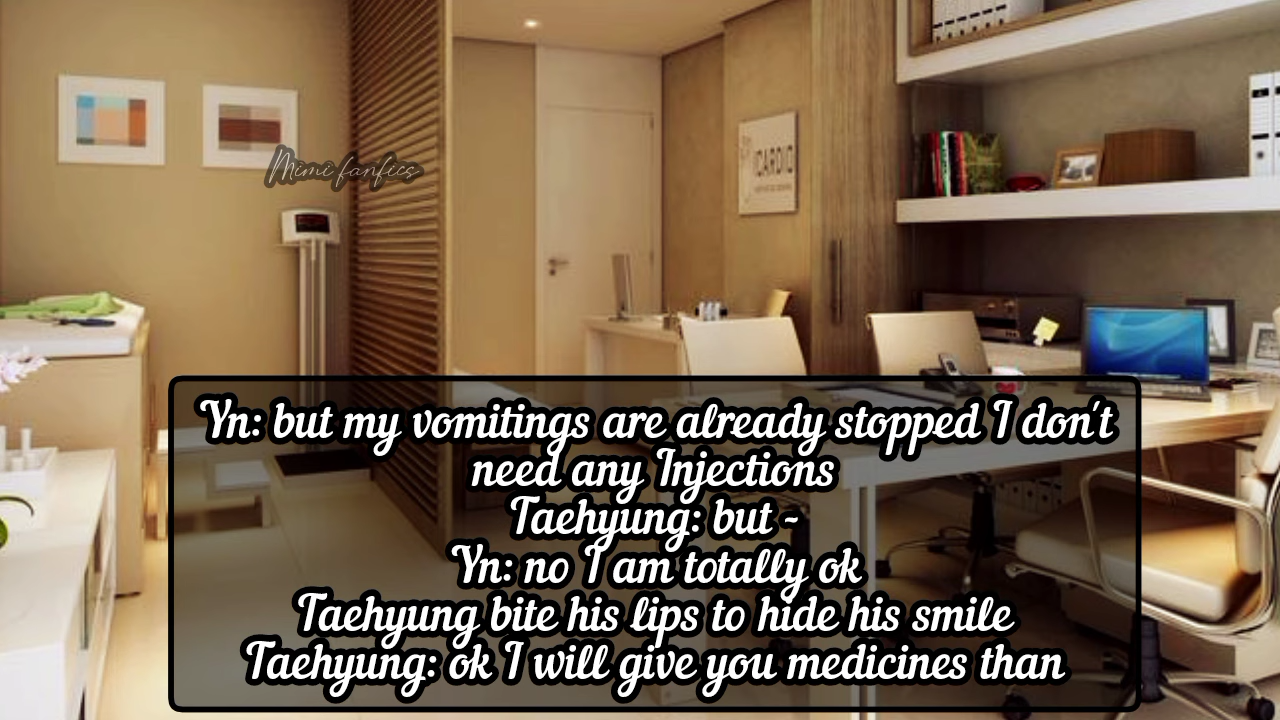 Mimi fanfics
CARDIO
Yn: but my vomitings are already stopped I don't
need any Injections
Taehyung: but ~
Yn: no I am totally ok
Taehyung bite his lips to hide his smile
Taehyung: ok I will give you medicines than